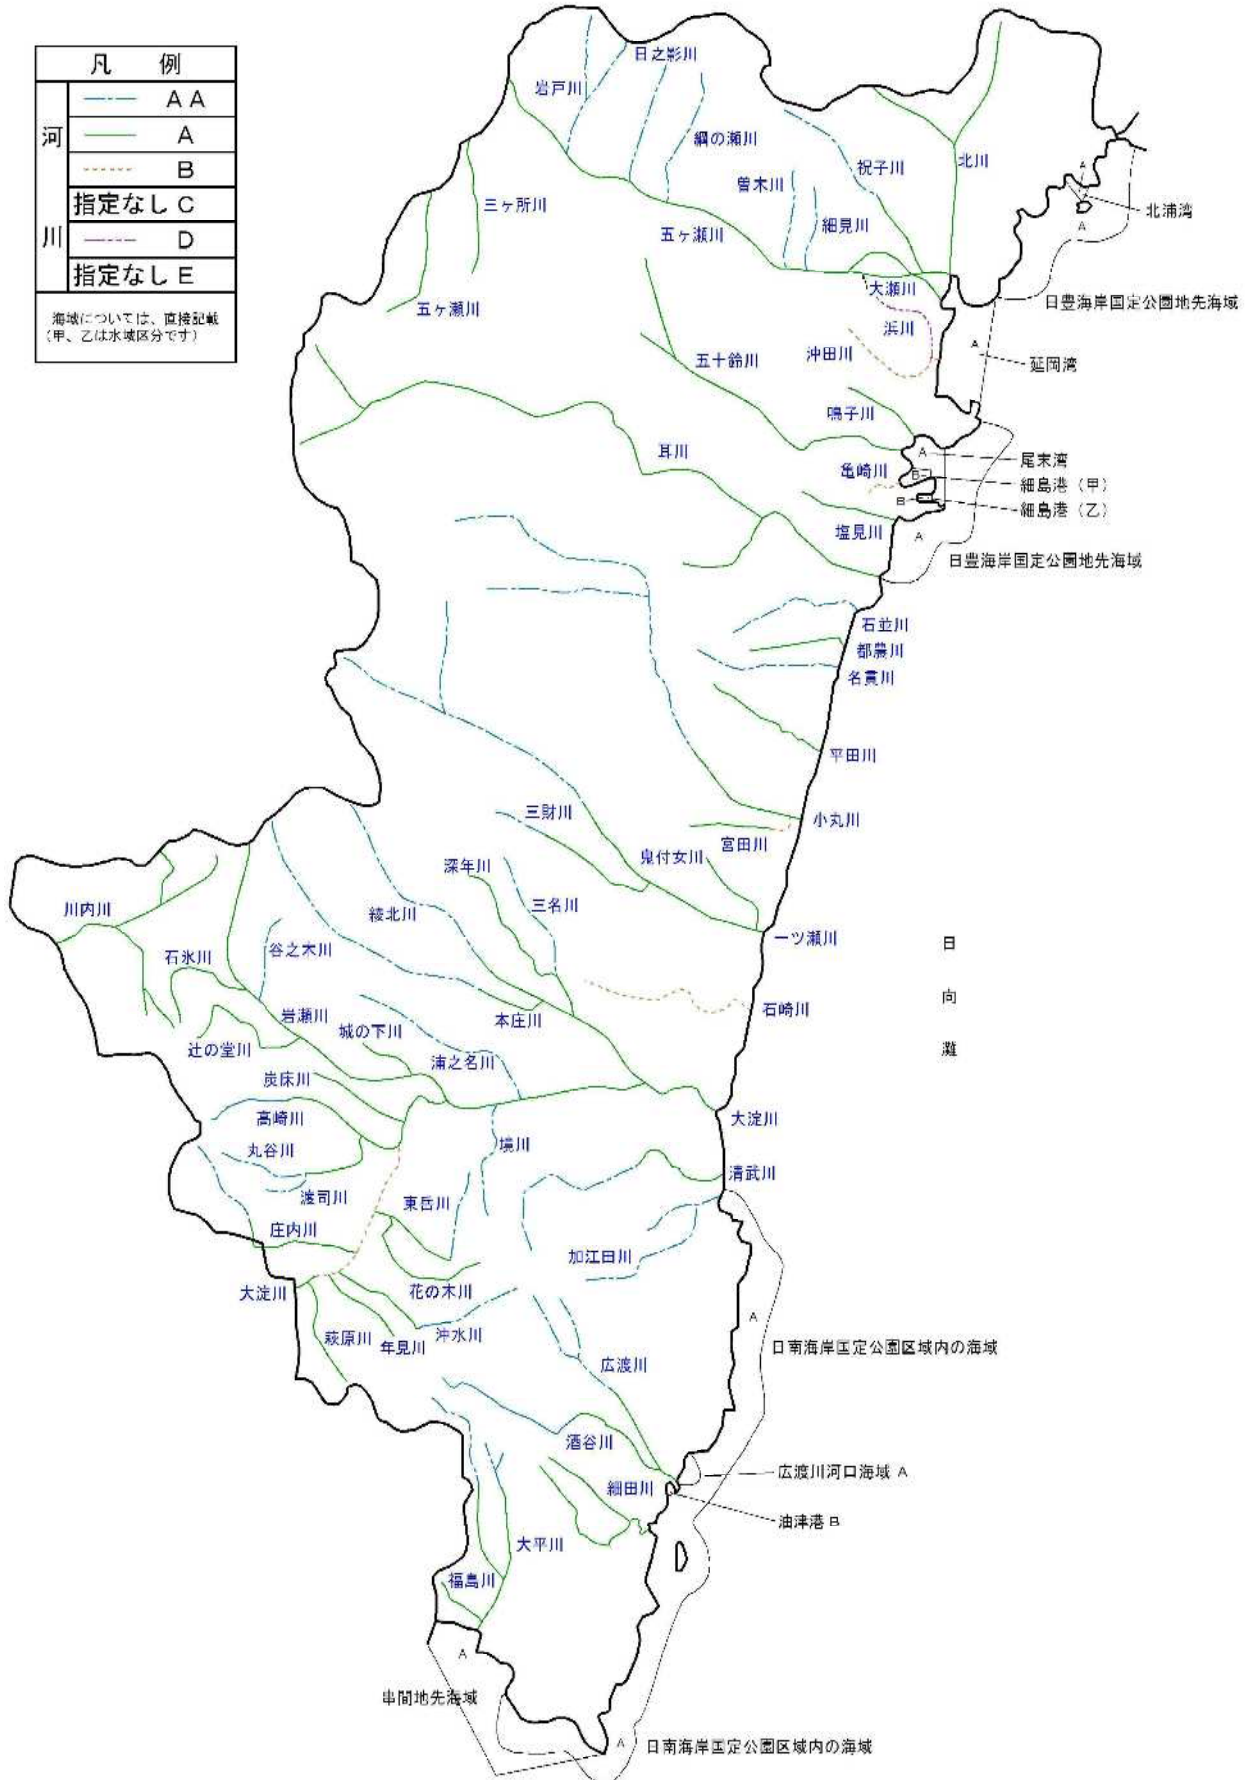 凡 例
河川
AA
A
B
指定なし C
D
指定なし E
海域については、直接記載
(甲、乙は水域区分です)
日之影川
岩戸川
綱の瀬川
曽木川
祝子川
北川
細見川
三ヶ所川
五ヶ瀬川
五ヶ瀬川
大瀬川
浜川
沖田川
五十鈴川
鳴子川
耳川
亀崎川
塩見川
A
北浦湾
A
日豊海岸国定公園地先海域
A
延岡湾
A
尾末湾
B
細島港(甲)
B
細島港(乙)
A
日豊海岸国定公園地先海域
石並川
都農川
名貫川
平田川
小丸川
三財川
宮田川
鬼付女川
深年川
三名川
綾北川
川内川
石氷川
谷之木川
一ツ瀬川
日向灘
石崎川
岩瀬川
城の下川
本庄川
辻の堂川
浦之名川
炭床川
高崎川
大淀川
丸谷川
境川
清武川
渡司川
東岳川
庄内川
加江田川
大淀川
花の木川
萩原川
年見川
沖水川
A
日南海岸国定公園区域内の海域
広渡川
酒谷川
広渡川河口海域 A
細田川
油津港 B
大平川
福島川
A
串間地先海域
A
日南海岸国定公園区域内の海域